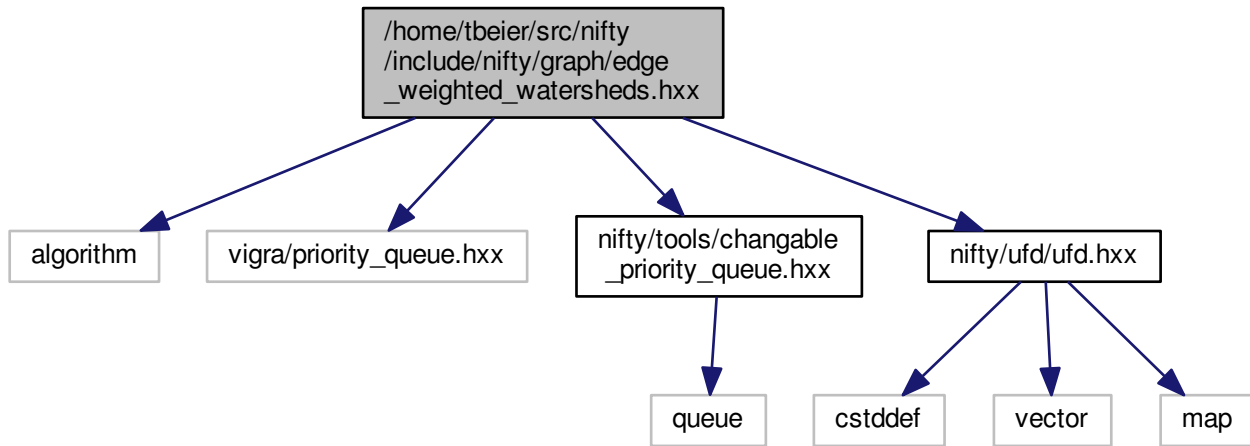 /home/tbeier/src/nifty
/include/nifty/graph/edge
_weighted_watersheds.hxx
algorithm
vigra/priority_queue.hxx
nifty/tools/changable
_priority_queue.hxx
nifty/ufd/ufd.hxx
queue
cstddef
vector
map